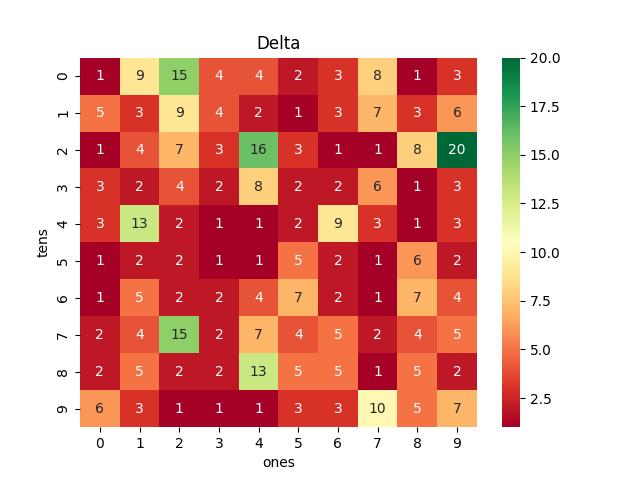 Delta
0 1 9 15 4 4 2 3 8 1 3
1 5 3 9 4 2 1 3 7 3 6
2 1 4 7 3 16 3 1 1 8 20
3 3 2 4 2 8 2 2 6 1 3
4 3 13 2 1 1 2 9 3 1 3
5 1 2 2 1 1 5 2 1 6 2
6 1 5 2 2 4 7 2 1 7 4
7 2 4 15 2 7 4 5 2 4 5
8 2 5 2 2 13 5 5 1 5 2
9 6 3 1 1 1 3 3 10 5 7
0 1 2 3 4 5 6 7 8 9
ones
tens
20.0
17.5
15.0
12.5
10.0
7.5
5.0
2.5